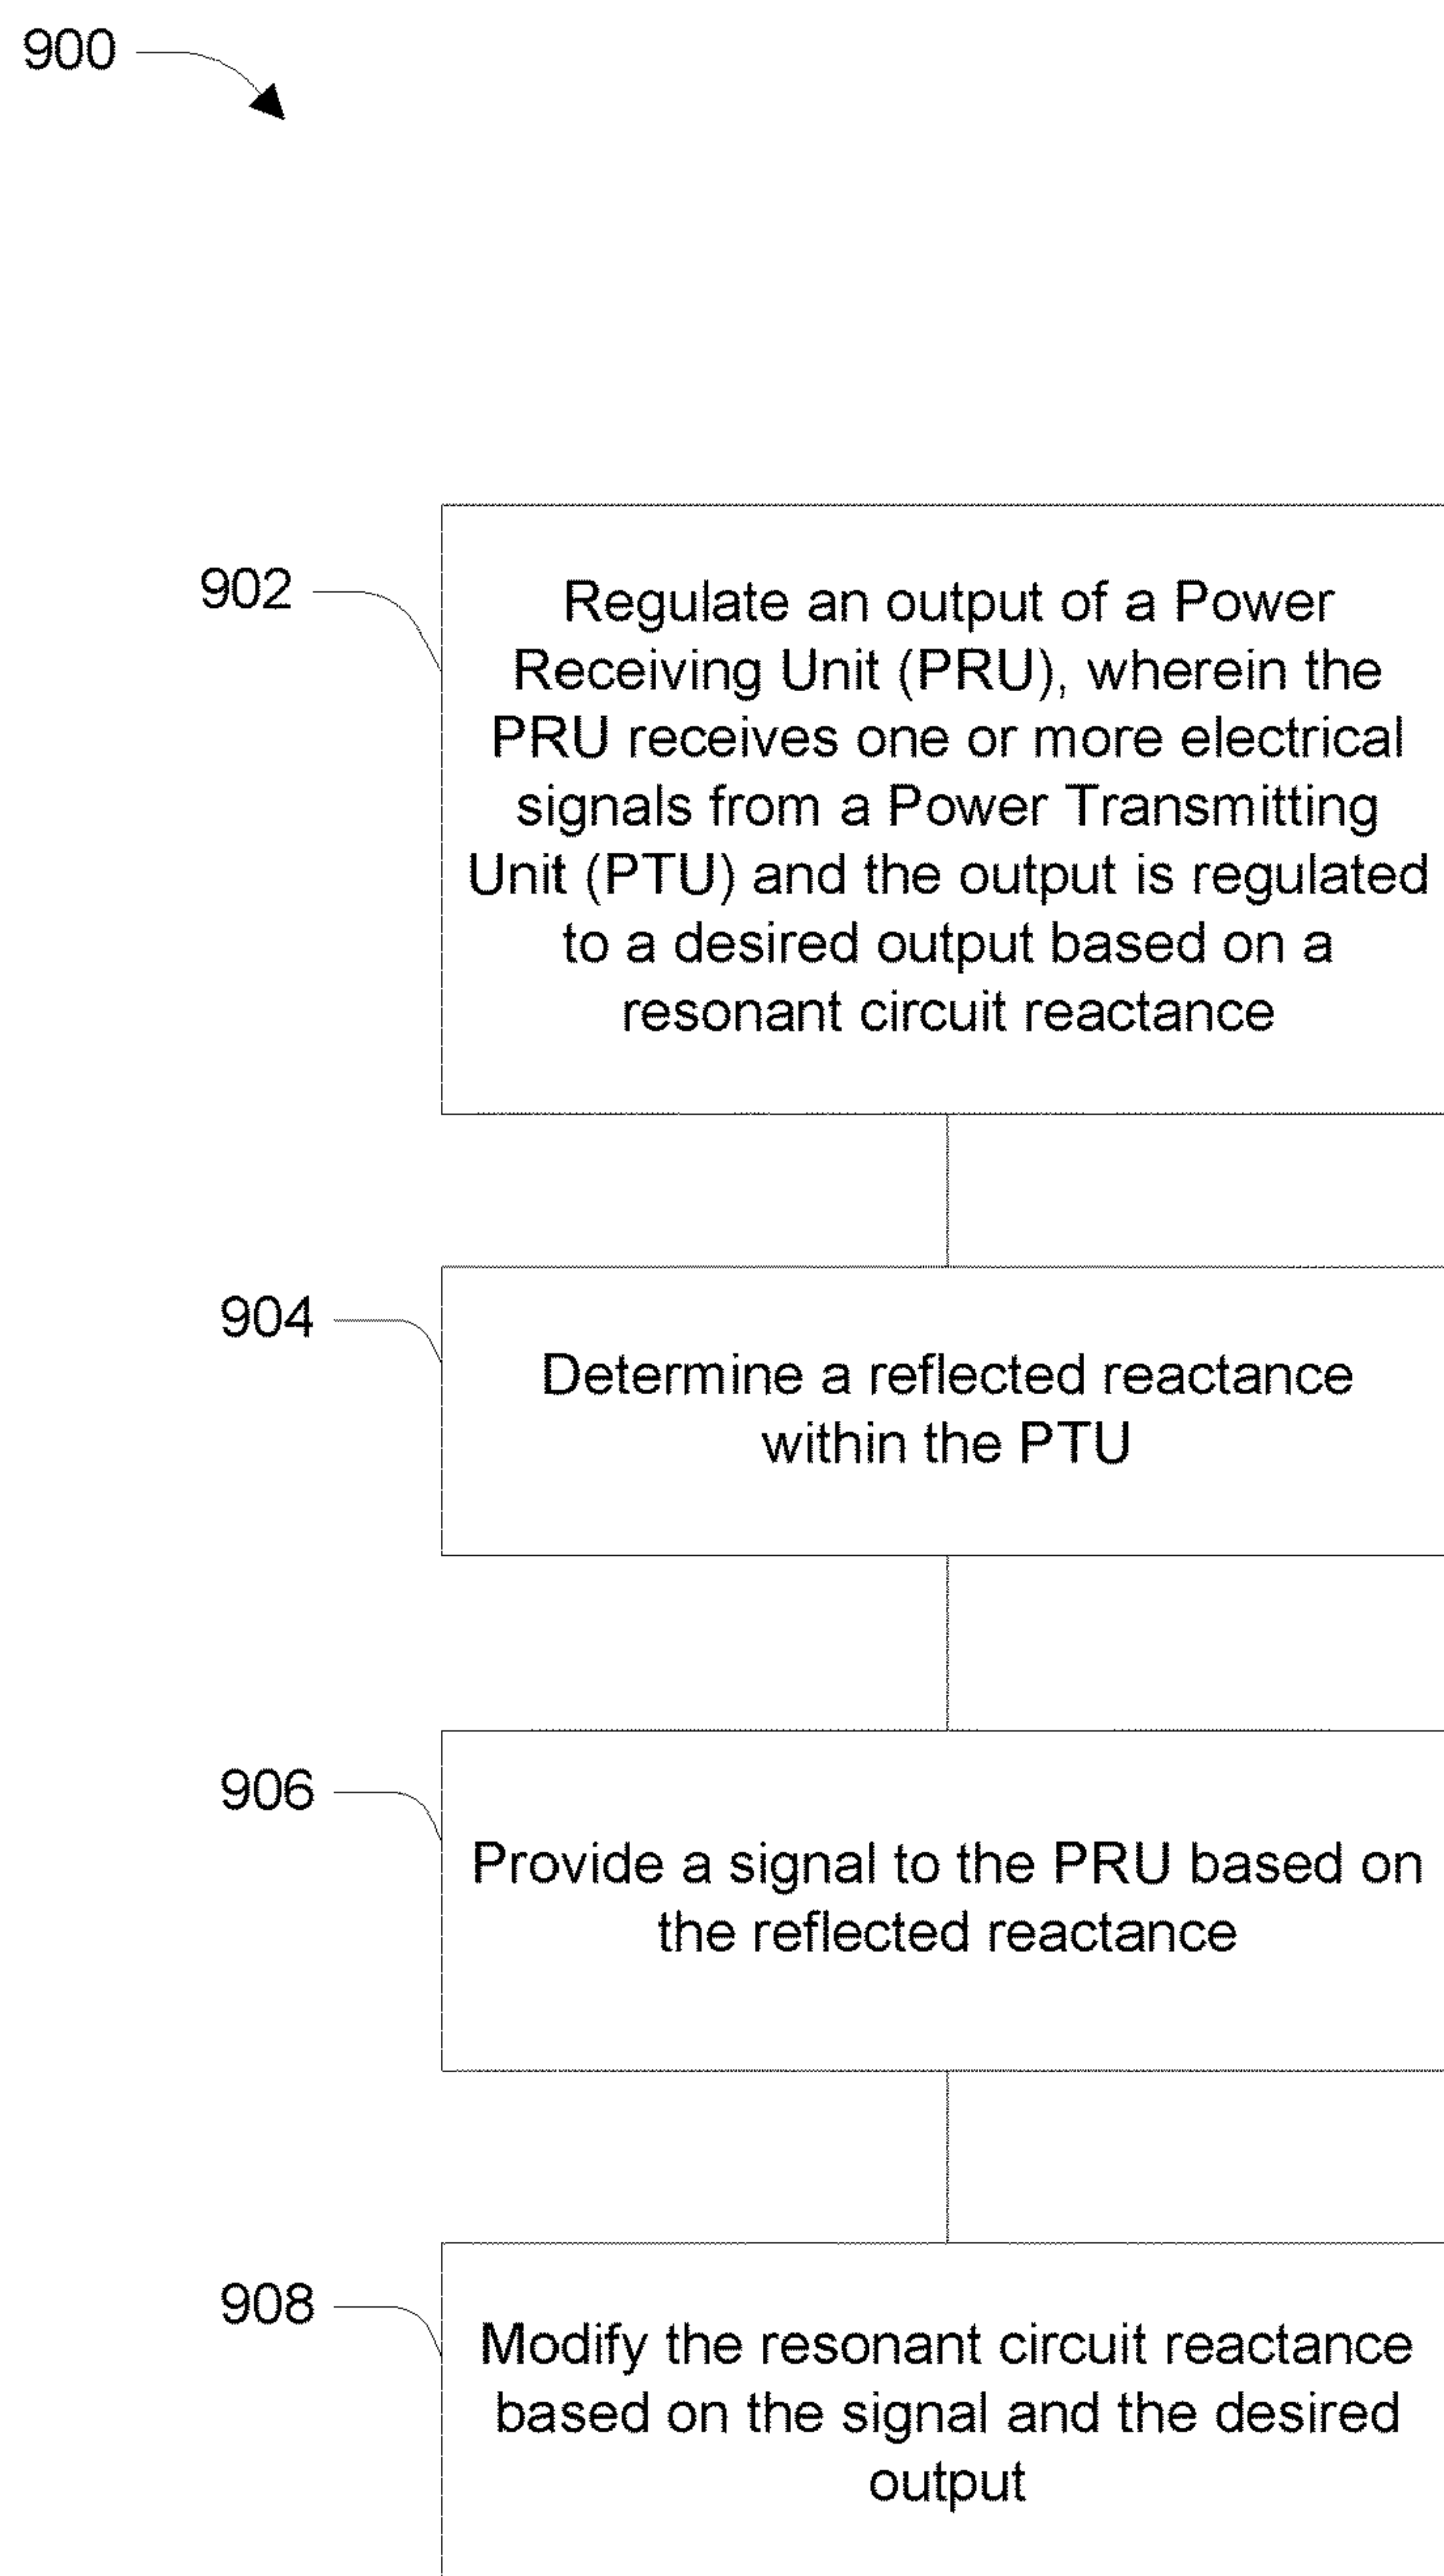 900
902
Regulate an output of a Power
Receiving Unit (PRU), wherein the
PRU receives one or more electrical
signals from a Power Transmitting
Unit (PTU) and the output is regulated
to a desired output based on a
resonant circuit reactance
904
Determine a reflected reactance
within the PTU
906
Provide a signal to the PRU based on
the reflected reactance
908
Modify the resonant circuit reactance
based on the signal and the desired
output